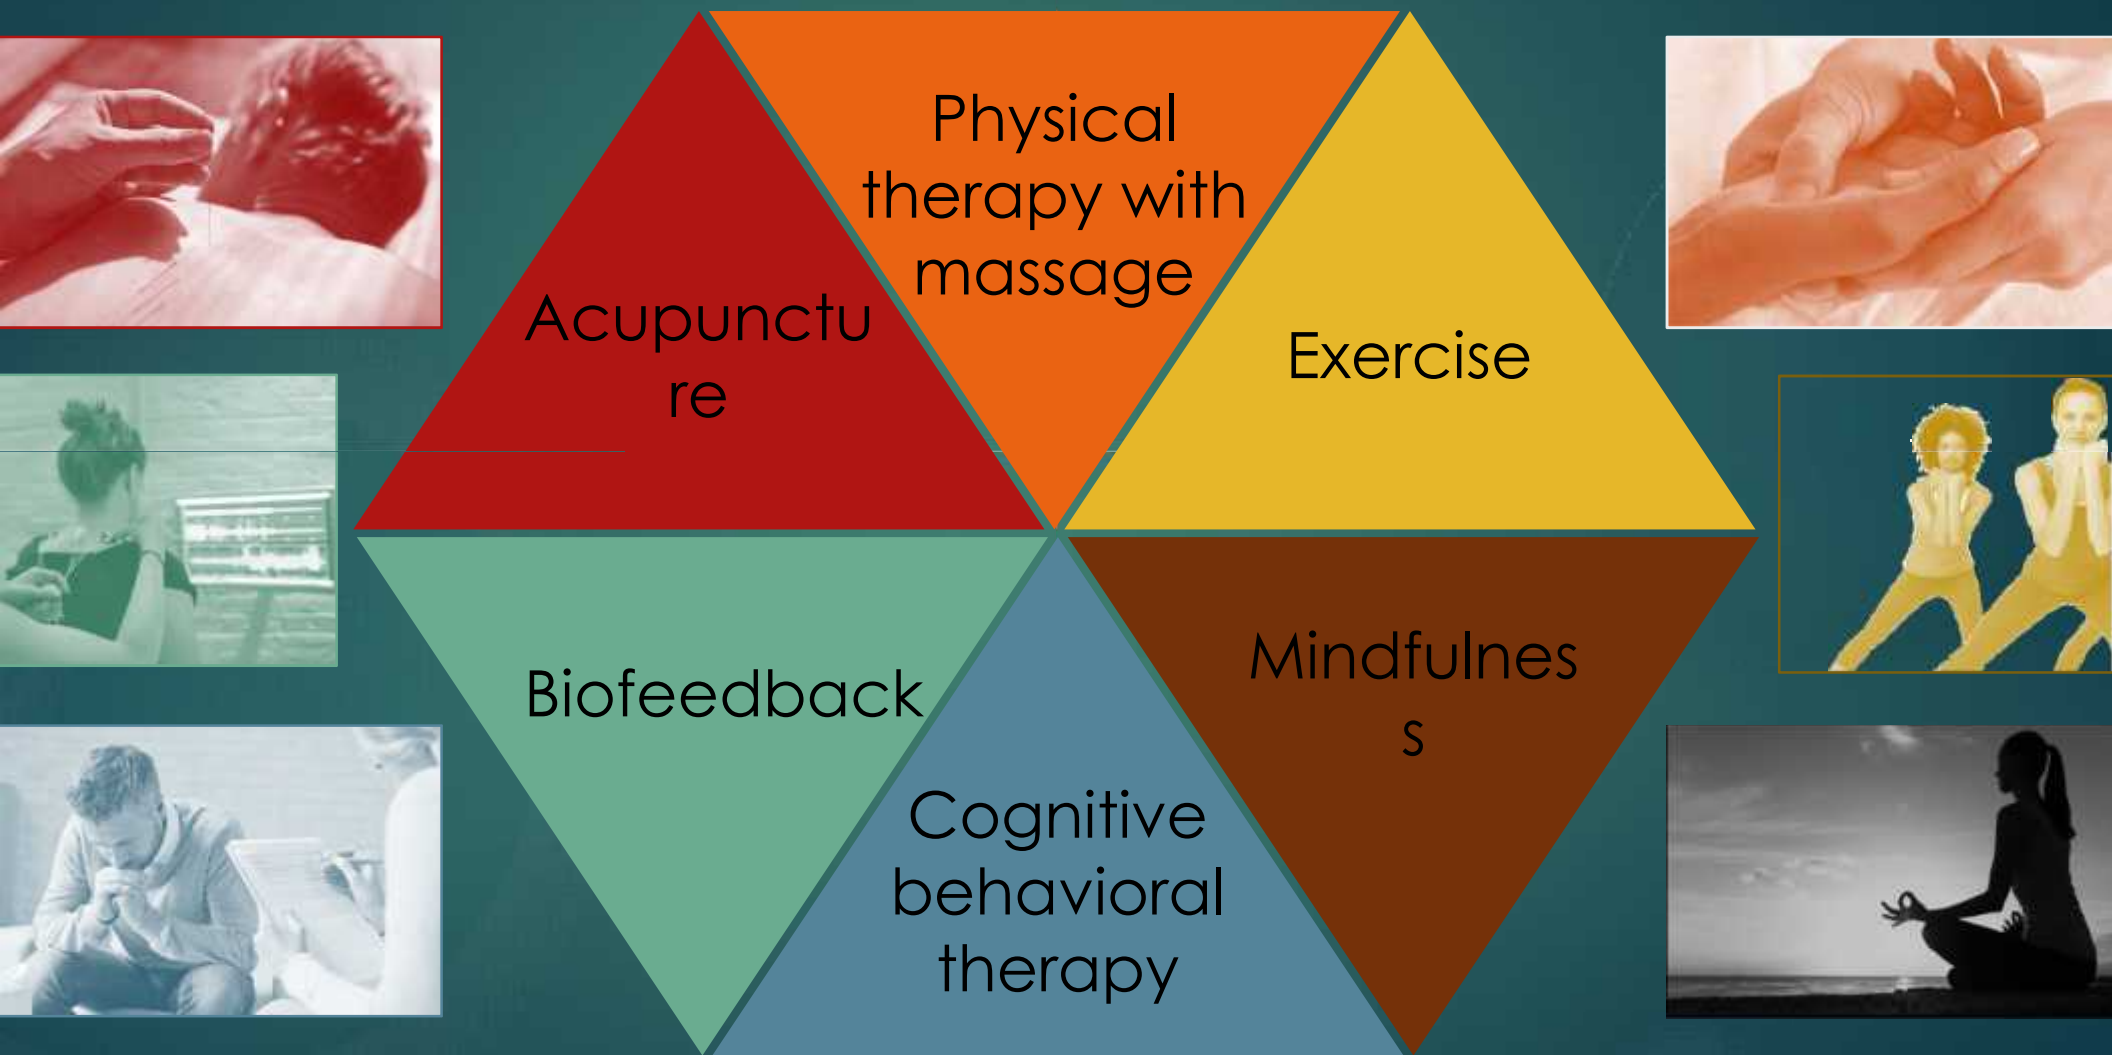 Physical
therapy with
massage
Acupunctu
re
Exercise
Biofeedback
Mindfulnes
s
Cognitive
behavioral
therapy